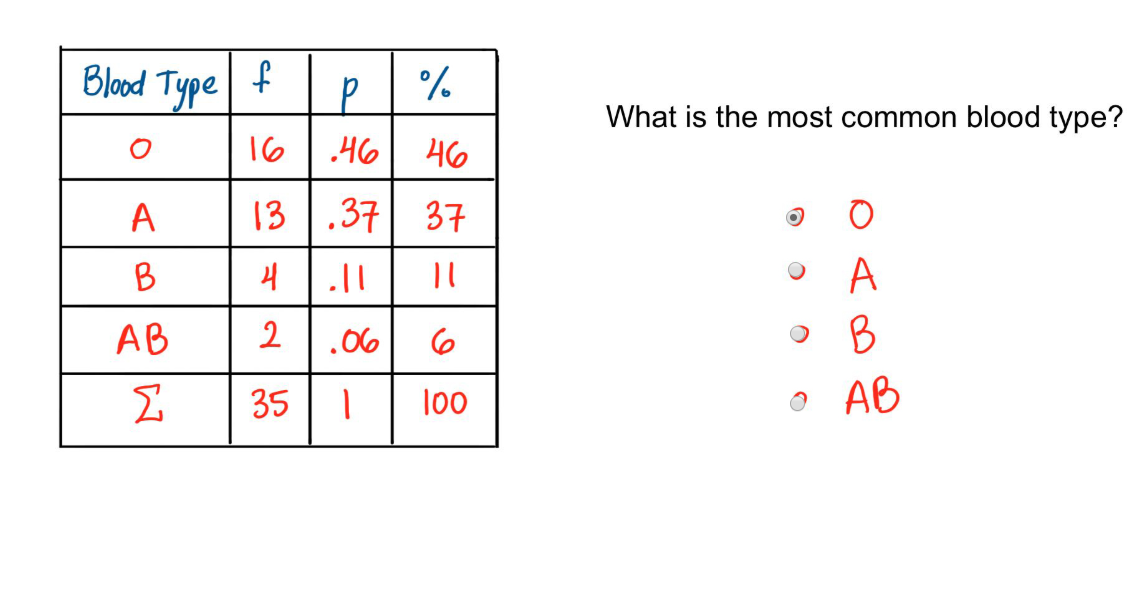 Blood Type f p %
O 16 .46 46
A 13 .37 37
B 4 .11 11
AB 2 .06 6
Σ 35 1 100
What is the most common blood type?
O
A
B
AB